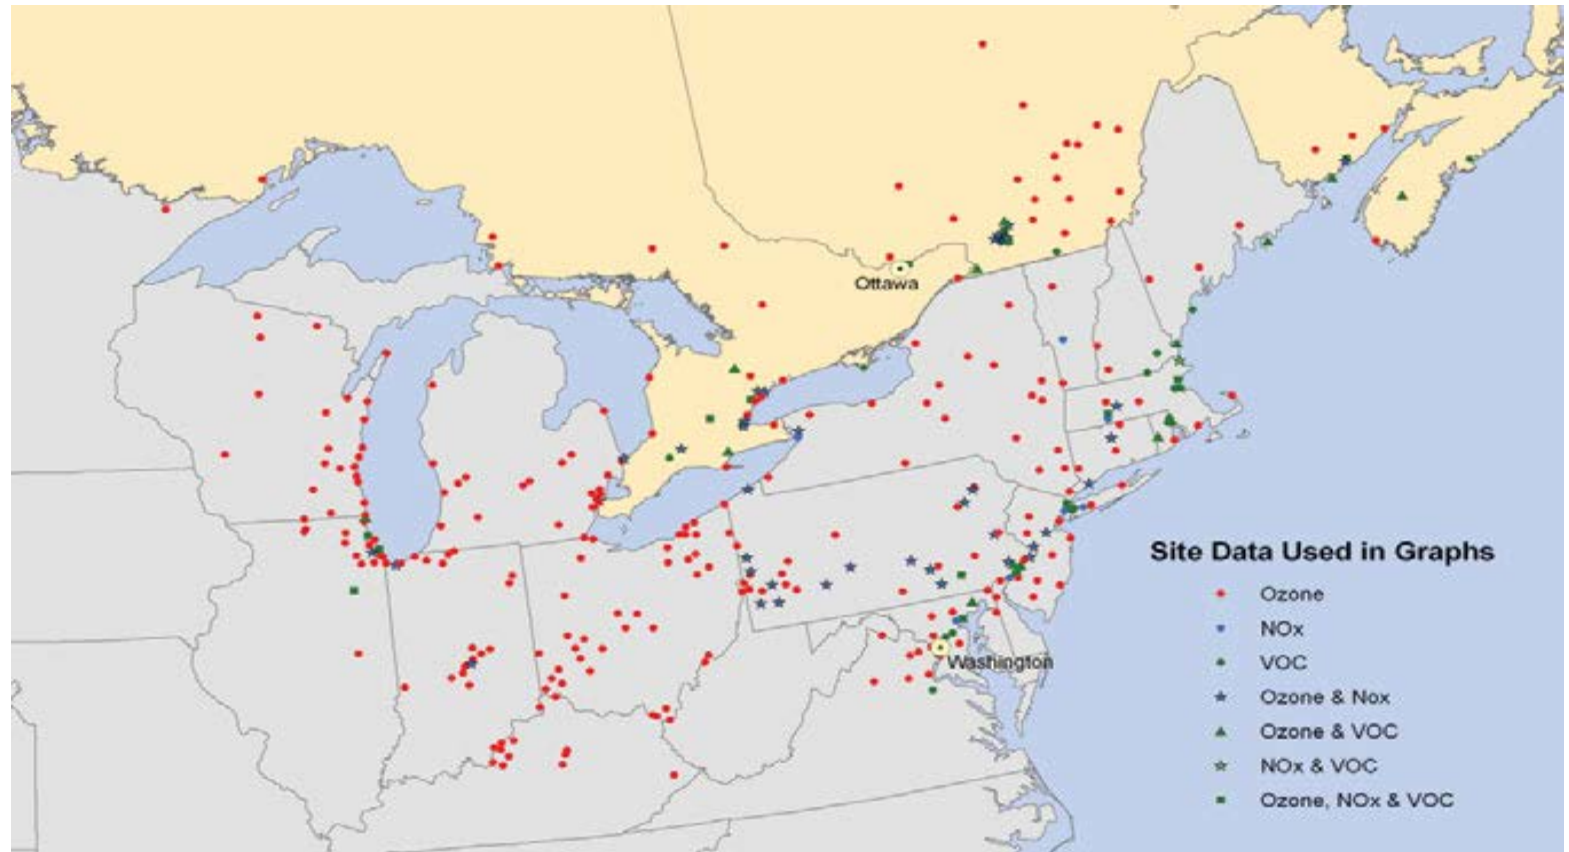 Ottawa
Washington
Site Data Used in Graphs
Ozone
NOx
VOC
Ozone & Nox
Ozone & VOC
NOx & VOC
Ozone, NOx & VOC